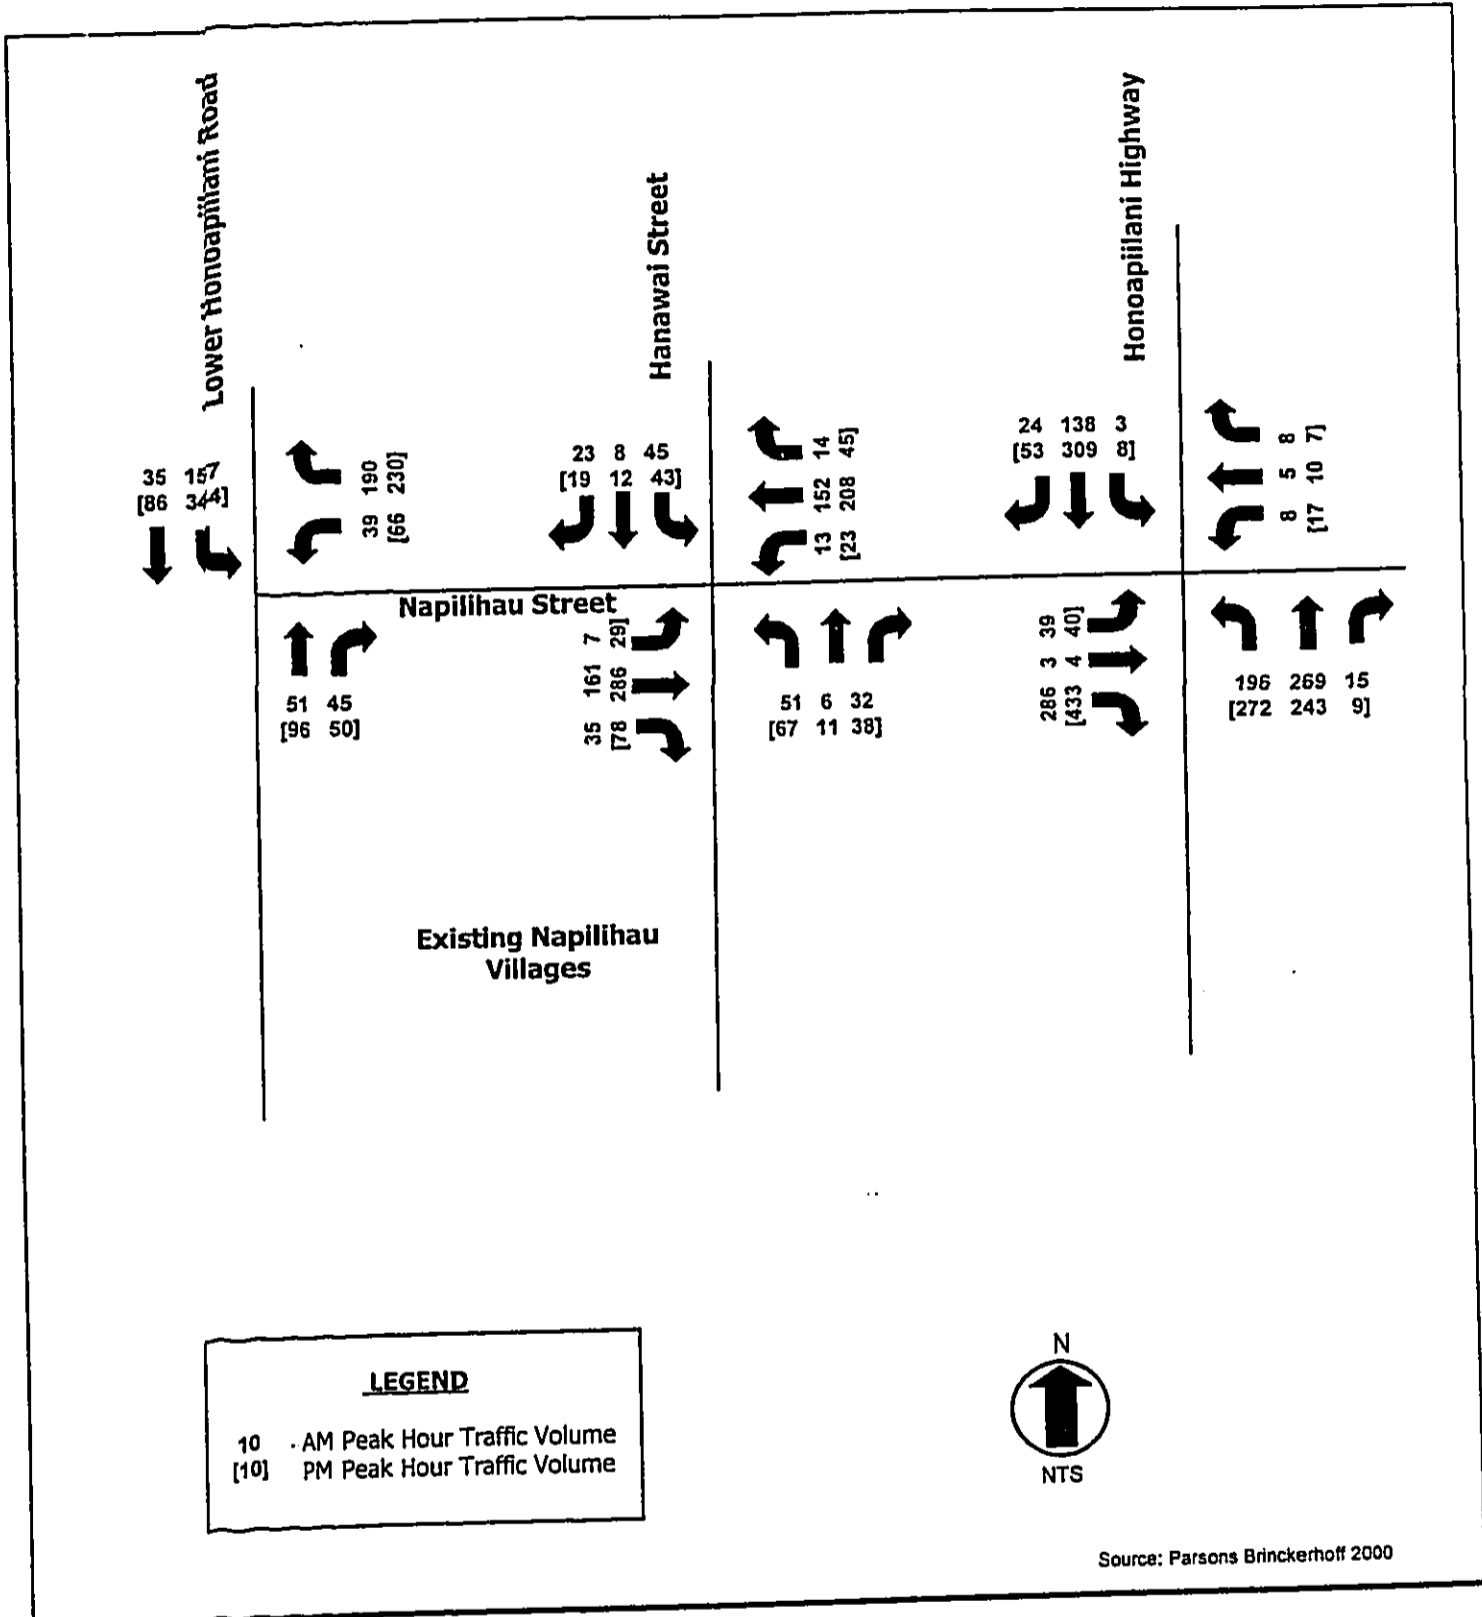 Lower Honoapiilani Road
Hanawai Street
Honoapiilani Highway
35 157
[86 344]
190
230]
39
[66
23 8 45
[19 12 43]
14
45]
152
208
13
[23
24 138 3
[53 309 8]
8
7]
5
10
8
[17
Napilihau Street
51 45
[96 50]
7
29]
161
286
35
[78
51 6 32
[67 11 38]
39
40]
3
4
286
[433
196 269 15
[272 243 9]
Existing Napilihau
Villages
LEGEND
10 AM Peak Hour Traffic Volume
[10] PM Peak Hour Traffic Volume
N
NTS
Source: Parsons Brinckerhoff 2000